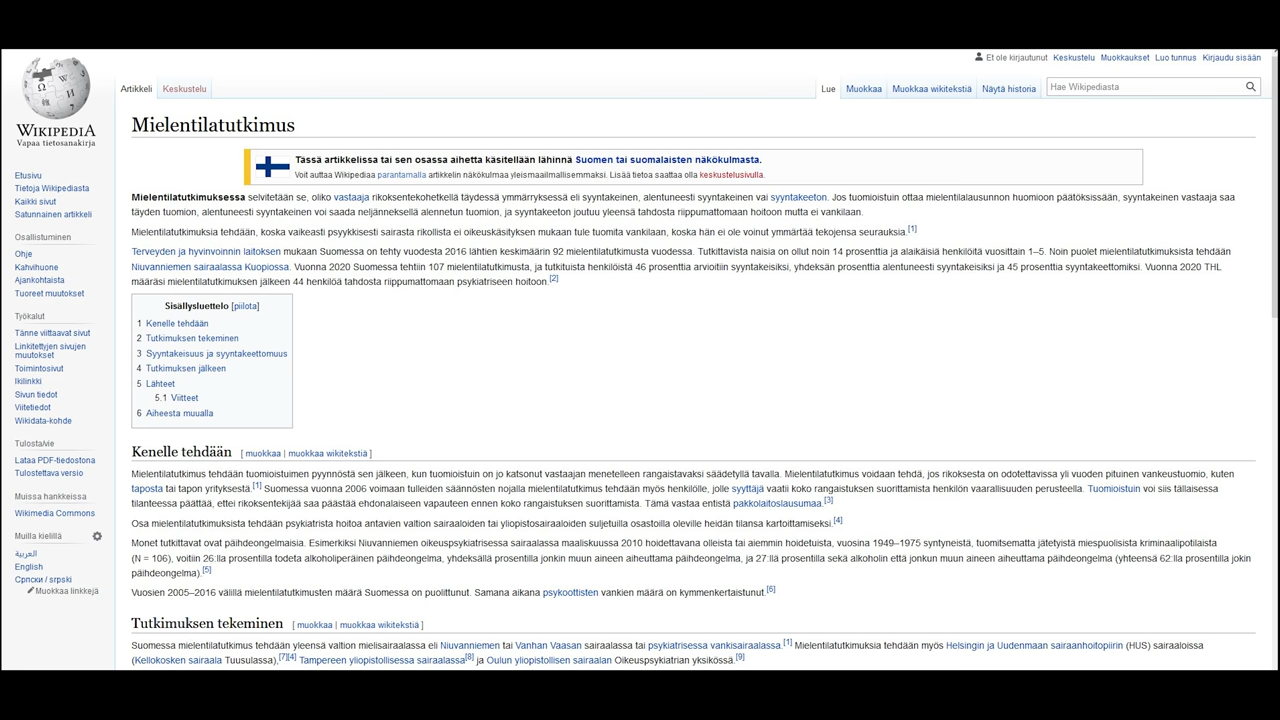 Et ole kirjautunut Keskustelu Muokkaukset Luo tunnus Kirjaudu sisään
Artikkeli Keskustelu Lue Muokkaa Muokkaa wikitekstiä Näytä historia Hae Wikipediasta
WIKIPEDIA
Vapaa tietosanakirja
Etusivu
Tietoja Wikipediasta
Kaikki sivut
Satunnainen artikkeli
Osallistuminen
Ohje
Kahvihuone
Ajankohtaista
Tuoreet muutokset
Työkalut
Tänne viittaavat sivut
Linkitettyjen sivujen
muutokset
Toimintosivut
Ikilinkki
Sivun tiedot
Viitetiedot
Wikidata-kohde
Tulosta/vie
Lataa PDF-tiedostona
Tulostettava versio
Muissa hankkeissa
Wikimedia Commons
Muilla kielillä
العربية
English
Српски / srpski
Muokkaa linkkejä
Mielentilatutkimus
Tässä artikkelissa tai sen osassa aihetta käsitellään lähinnä Suomen tai suomalaisten näkökulmasta.
Voit auttaa Wikipediaa parantamalla artikkelin näkökulmaa yleismaailmallisemmaksi. Lisää tietoa saattaa olla keskustelusivulla.
Mielentilatutkimuksessa selvitetään se, oliko vastaaja rikoksentekohetkellä täydessä ymmärryksessä eli syyntakeinen, alentuneesti syyntakeinen vai syyntakeeton. Jos tuomioistuin ottaa mielentilalausunnon huomioon päätöksissään, syyntakeinen vastaaja saa
täyden tuomion, alentuneesti syyntakeinen voi saada neljänneksellä alennetun tuomion, ja syyntakeeton joutuu yleensä tahdosta riippumattomaan hoitoon mutta ei vankilaan.
Mielentilatutkimuksia tehdään, koska vaikeasti psyykkisesti sairasta rikollista ei oikeuskäsityksen mukaan tule tuomita vankilaan, koska hän ei ole voinut ymmärtää tekojensa seurauksia.[1]
Terveyden ja hyvinvoinnin laitoksen mukaan Suomessa on tehty vuodesta 2016 lähtien keskimäärin 92 mielentilatutkimusta vuodessa. Tutkittavista naisia on ollut noin 14 prosenttia ja alaikäisiä henkilöitä vuosittain 1–5. Noin puolet mielentilatutkimuksista tehdään
Niuvanniemen sairaalassa Kuopiossa. Vuonna 2020 Suomessa tehtiin 107 mielentilatutkimusta, ja tutkituista henkilöistä 46 prosenttia arvioitiin syyntakeisiksi, yhdeksän prosenttia alentuneesti syyntakeisiksi ja 45 prosenttia syyntakeettomiksi. Vuonna 2020 THL
määräsi mielentilatutkimuksen jälkeen 44 henkilöä tahdosta riippumattomaan psykiatriseen hoitoon.[2]
Sisällysluettelo [piilota]
1 Kenelle tehdään
2 Tutkimuksen tekeminen
3 Syyntakeisuus ja syyntakeettomuus
4 Tutkimuksen jälkeen
5 Lähteet
5.1 Viitteet
6 Aiheesta muualla
Kenelle tehdään [ muokkaa | muokkaa wikitekstiä ]
Mielentilatutkimus tehdään tuomioistuimen pyynnöstä sen jälkeen, kun tuomioistuin on jo katsonut vastaajan menetelleen rangaistavaksi säädetyllä tavalla. Mielentilatutkimus voidaan tehdä, jos rikoksesta on odotettavissa yli vuoden pituinen vankeustuomio, kuten
taposta tai tapon yrityksestä.[1] Suomessa vuonna 2006 voimaan tulleiden säännösten nojalla mielentilatutkimus tehdään myös henkilölle, jolle syyttäjä vaatii koko rangaistuksen suorittamista henkilön vaarallisuuden perusteella. Tuomioistuin voi siis tällaisessa
tilanteessa päättää, ettei rikoksentekijää saa päästää ehdonalaiseen vapauteen ennen koko rangaistuksen suorittamista. Tämä vastaa entistä pakkolaitoslausumaa.[3]
Osa mielentilatutkimuksista tehdään psykiatrista hoitoa antavien valtion sairaaloiden tai yliopistosairaaloiden suljetuilla osastoilla oleville heidän tilansa kartoittamiseksi.[4]
Monet tutkittavat ovat päihdeongelmaisia. Esimerkiksi Niuvanniemen oikeuspsykiatrisessa sairaalassa maaliskuussa 2010 hoidettavana olleista tai aiemmin hoidetuista, vuosina 1949–1975 syntyneistä, tuomitsematta jätetyistä miespuolisista kriminaalipotilaista
(N = 106), voitiin 26:lla prosentilla todeta alkoholiperäinen päihdeongelma, yhdeksällä prosentilla jonkin muun aineen aiheuttama päihdeongelma, ja 27:llä prosentilla sekä alkoholin että jonkun muun aineen aiheuttama päihdeongelma (yhteensä 62:lla prosentilla jokin
päihdeongelma).[5]
Vuosien 2005–2016 välillä mielentilatutkimusten määrä Suomessa on puolittunut. Samana aikana psykoottisten vankien määrä on kymmenkertaistunut.[6]
Tutkimuksen tekeminen [ muokkaa | muokkaa wikitekstiä ]
Suomessa mielentilatutkimus tehdään yleensä valtion mielisairaalassa eli Niuvanniemen tai Vanhan Vaasan sairaalassa tai psykiatrisessa vankisairaalassa.[1] Mielentilatutkimuksia tehdään myös Helsingin ja Uudenmaan sairaanhoitopiirin (HUS) sairaaloissa
(Kellokosken sairaala Tuusulassa),[7][4] Tampereen yliopistollisessa sairaalassa[8] ja Oulun yliopistollisen sairaalan Oikeuspsykiatrian yksikössä.[9]